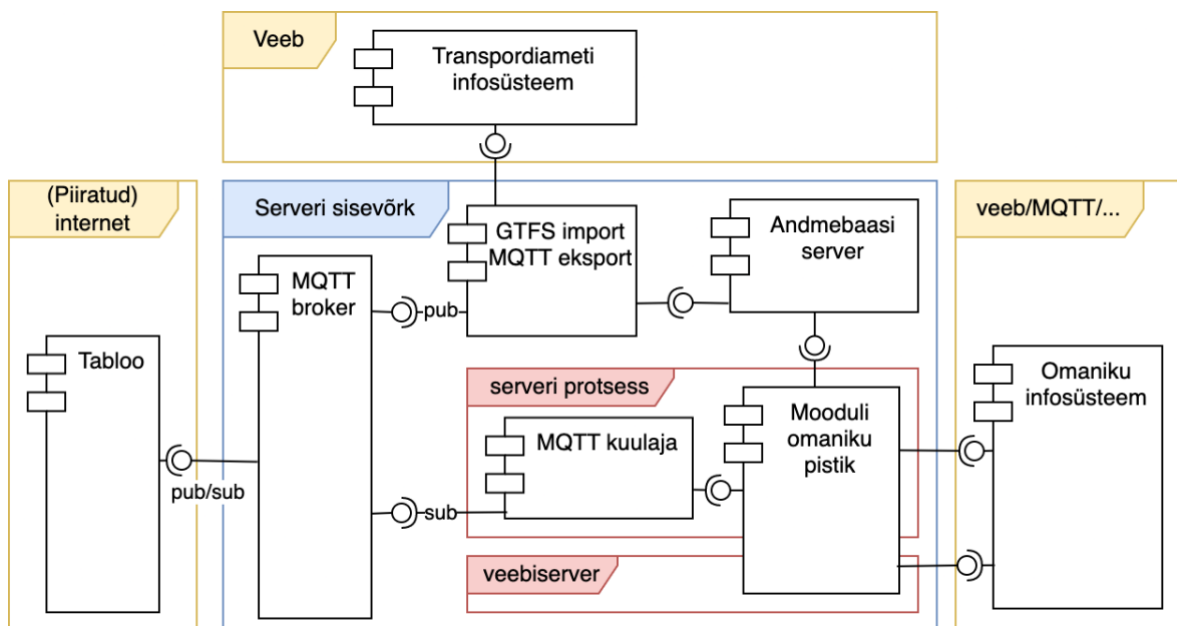 Veeb
Transpordiameti
infosüsteem
(Piiratud)
internet
Serveri sisevõrk
GTFS import
MQTT eksport
Andmebaasi
server
veeb/MQTT/...
MQTT
broker
pub
Tabloo
serveri protsess
Mooduli
omaniku
pistik
Omaniku
infosüsteem
MQTT kuulaja
pub/sub
sub
veebiserver